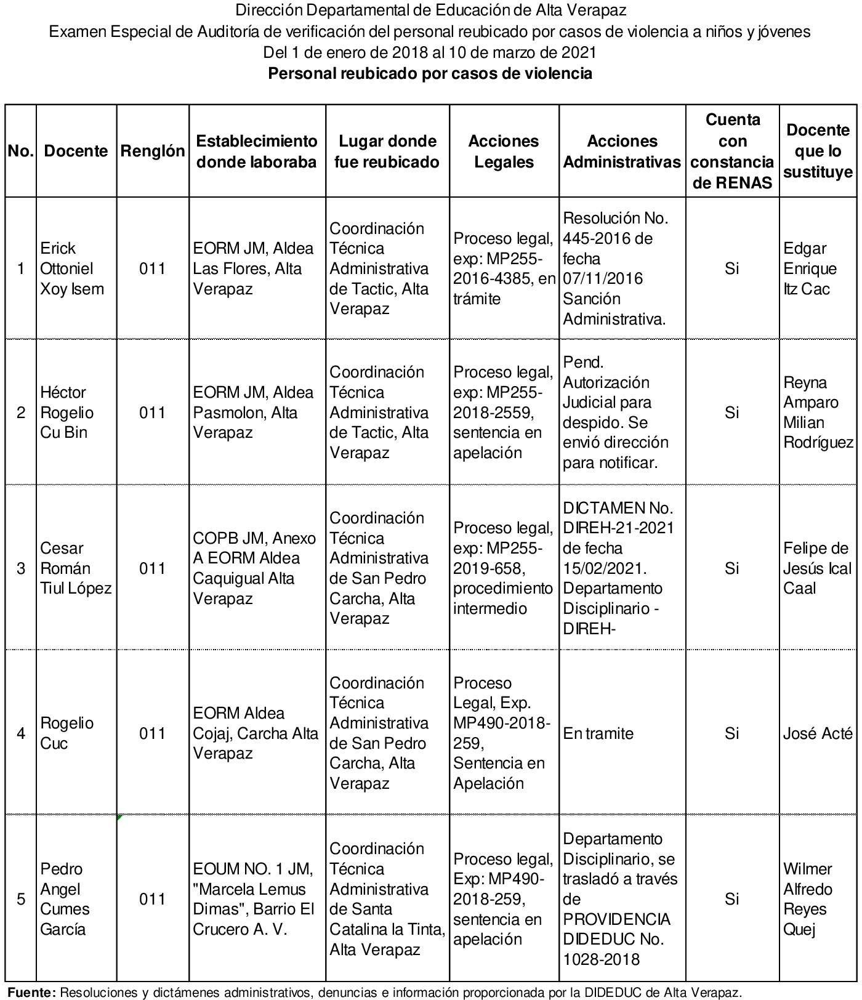 Dirección Departamental de Educación de Alta Verapaz
Examen Especial de Auditoría de verificación del personal reubicado por casos de violencia a niños y jóvenes
Del 1 de enero de 2018 al 10 de marzo de 2021
Personal reubicado por casos de violencia
No.
Docente
Renglón
Establecimiento
donde laboraba
Lugar donde
fue reubicado
Acciones
Legales
Acciones
Administrativas
Cuenta
con
constancia
de RENAS
Docente
que lo
sustituye
1
Erick
Ottoniel
Xoy Isem
011
EORM JM, Aldea
Las Flores, Alta
Verapaz
Coordinación
Técnica
Administrativa
de Tactic, Alta
Verapaz
Proceso legal,
exp: MP255-
2016-4385, en
trámite
Resolución No.
445-2016 de
fecha
07/11/2016
Sanción
Administrativa.
Si
Edgar
Enrique
Itz Cac
2
Héctor
Rogelio
Cu Bin
011
EORM JM, Aldea
Pasmolon, Alta
Verapaz
Coordinación
Técnica
Administrativa
de Tactic, Alta
Verapaz
Proceso legal,
exp: MP255-
2018-2559,
sentencia en
apelación
Pend.
Autorización
Judicial para
despido. Se
envió dirección
para notificar.
Si
Reyna
Amparo
Milian
Rodríguez
3
Cesar
Román
Tiul López
011
COPB JM, Anexo
A EORM Aldea
Caquigual Alta
Verapaz
Coordinación
Técnica
Administrativa
de San Pedro
Carcha, Alta
Verapaz
Proceso legal,
exp: MP255-
2019-658,
procedimiento
intermedio
DICTAMEN No.
DIREH-21-2021
de fecha
15/02/2021.
Departamento
Disciplinario -
DIREH-
Si
Felipe de
Jesús Ical
Caal
4
Rogelio
Cuc
011
EORM Aldea
Cojaj, Carcha Alta
Verapaz
Coordinación
Técnica
Administrativa
de San Pedro
Carcha, Alta
Verapaz
Proceso
Legal, Exp.
MP490-2018-
259,
Sentencia en
Apelación
En tramite
Si
José Acté
5
Pedro
Angel
Cumes
García
011
EOUM NO. 1 JM,
"Marcela Lemus
Dimas", Barrio El
Crucero A. V.
Coordinación
Técnica
Administrativa
de Santa
Catalina la Tinta,
Alta Verapaz
Proceso legal,
Exp: MP490-
2018-259,
sentencia en
apelación
Departamento
Disciplinario, se
trasladó a través
de
PROVIDENCIA
DIDEDUC No.
1028-2018
Si
Wilmer
Alfredo
Reyes
Quej
Fuente: Resoluciones y dictámenes administrativos, denuncias e información proporcionada por la DIDEDUC de Alta Verapaz.